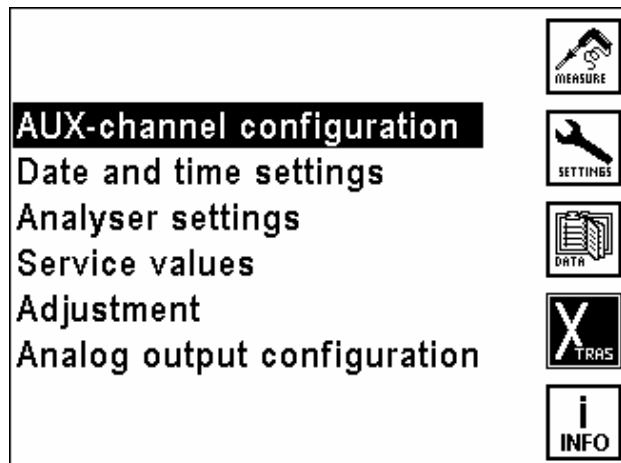 MEASURE
AUX-channel configuration
SETTINGS
Date and time settings
Analyser settings
Service values
DATA
Adjustment
XTRAS
Analog output configuration
i
INFO